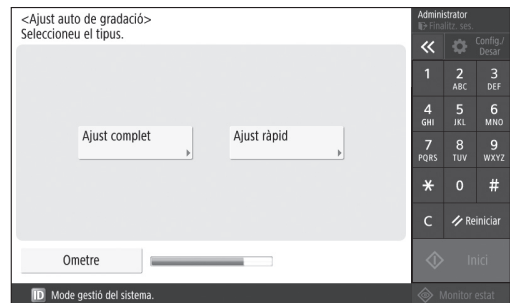 <Ajust auto de gradació>
Seleccioneu el tipus.
Ajust complet
Ajust ràpid
Ometre
ID Mode gestió del sistema.
Administrator
Finalitz. ses.
Config./
Desar
1 2 3
ABC DEF
4 5 6
GHI JKL MNO
7 8 9
PQRS TUV WXYZ
* 0 #
C Reiniciar
Inici
Monitor estat